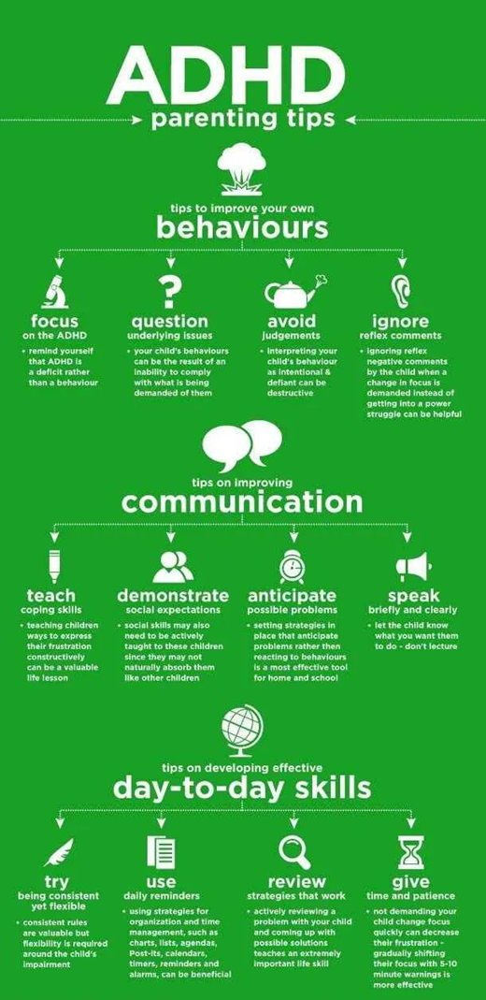 ADHD
parenting tips
tips to improve your own
behaviours
focus
on the ADHD
• remind yourself
that ADHD is
a deficit rather
than a behaviour
question
underlying issues
• your child's behaviours
can be the result of an
inability to comply
with what is being
demanded of them
avoid
judgements
• interpreting your
child's behaviour
as intentional &
defiant can be
destructive
ignore
reflex comments
• ignoring reflex
negative comments
by the child when a
change in focus is
demanded instead of
getting into a power
struggle can be helpful
tips on improving
communication
teach
coping skills
• teaching children
ways to express
their frustration
constructively
can be a valuable
life lesson
demonstrate
social expectations
• social skills may also
need to be actively
taught to these children
since they may not
naturally absorb them
like other children
anticipate
possible problems
• setting strategies in
place that anticipate
problems rather then
reacting to behaviours
is a most effective tool
for home and school
speak
briefly and clearly
• let the child know
what you want them
to do - don't lecture
tips on developing effective
day-to-day skills
try
being consistent
yet flexible
• consistent rules
are valuable but
flexibility is required
around the child's
impairment
use
daily reminders
• using strategies for
organization and time
management, such as
charts, lists, agendas,
Post-its, calendars,
timers, reminders and
alarms, can be beneficial
review
strategies that work
• actively reviewing a
problem with your child
and coming up with
possible solutions
teaches an extremely
important life skill
give
time and patience
• not demanding your
child change focus
quickly can decrease
their frustration -
gradually shifting
their focus with 5-10
minute warnings is
more effective